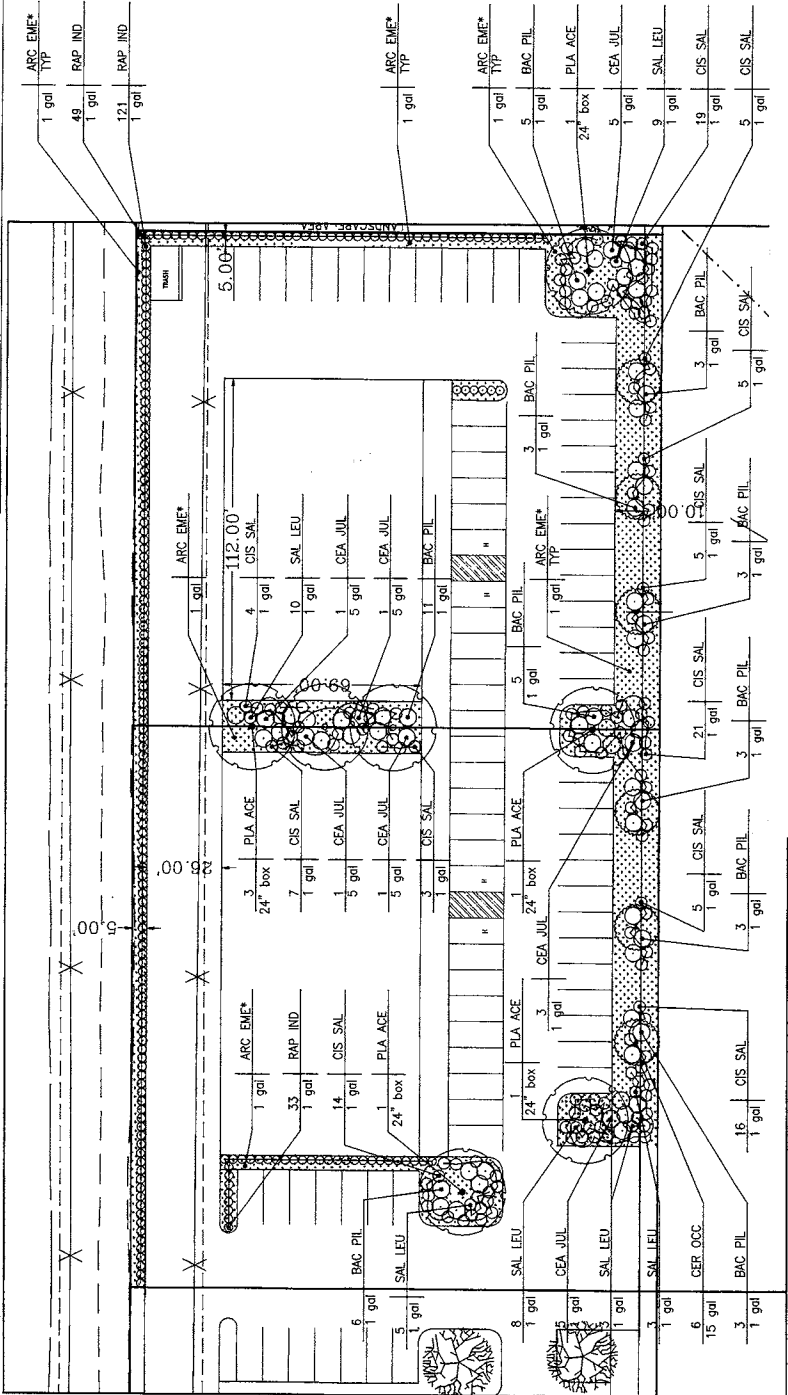 ARC EME*
TYP
1 gal
RAP IND
49
1 gal
RAP IND
121
1 gal
ARC EME*
TYP
1 gal
ARC EME*
TYP
1 gal
BAC PIL
5
1 gal
PLA ACE
1
24" box
CEA JUL
5
1 gal
SAL LEU
9
1 gal
CIS SAL
19
1 gal
CIS SAL
5
1 gal
LANDSCAPE AREA
TRASH
5.00'
112.00'
69.00'
26.00'
5.00'
10.00'
ARC EME*
1 gal
CIS SAL
4
1 gal
SAL LEU
10
1 gal
CEA JUL
1
5 gal
CEA JUL
1
5 gal
BAC PIL
11
1 gal
PLA ACE
3
24" box
CIS SAL
7
1 gal
CEA JUL
1
5 gal
CEA JUL
1
5 gal
CIS SAL
3
1 gal
H
H
BAC PIL
3
1 gal
ARC EME*
TYP
1 gal
BAC PIL
5
1 gal
PLA ACE
1
24" box
CEA JUL
3
1 gal
PLA ACE
1
24" box
BAC PIL
3
1 gal
CIS SAL
5
1 gal
CIS SAL
5
1 gal
BAC PIL
3
1 gal
CIS SAL
21
1 gal
BAC PIL
3
1 gal
CIS SAL
5
1 gal
BAC PIL
3
1 gal
CIS SAL
16
1 gal
ARC EME*
1 gal
RAP IND
33
1 gal
CIS SAL
14
1 gal
PLA ACE
1
24" box
BAC PIL
6
1 gal
SAL LEU
5
1 gal
SAL LEU
8
1 gal
CEA JUL
5 gal
SAL LEU
3
1 gal
SAL LEU
3
1 gal
CER OCC
6
15 gal
BAC PIL
3
1 gal